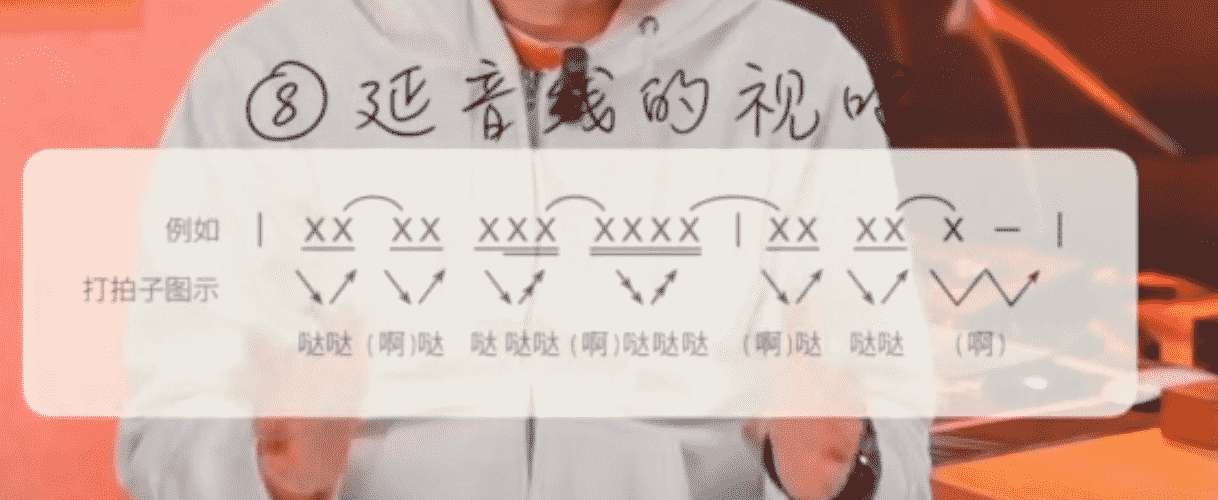 ⑧ 延音线的视
例如 | XX XX XXX XXXX | XX XX X — |
打拍子图示
哒哒 (啊)哒 哒 哒哒 (啊)哒哒哒 (啊)哒 哒哒 (啊)